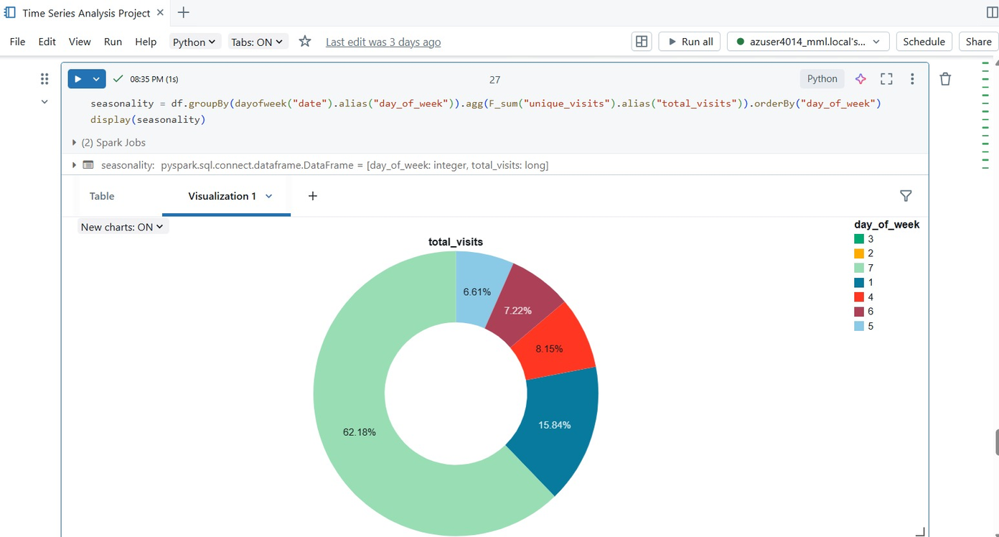 Time Series Analysis Project
File Edit View Run Help Python Tabs: ON Last edit was 3 days ago Run all azuser4014_mml.local's... Schedule Share
08:35 PM (1s) 27 Python
seasonality = df.groupBy(dayofweek("date").alias("day_of_week")).agg(F_sum("unique_visits").alias("total_visits")).orderBy("day_of_week")
display(seasonality)
(2) Spark Jobs
seasonality: pyspark.sql.connect.dataframe.DataFrame = [day_of_week: integer, total_visits: long]
Table Visualization 1
New charts: ON
total_visits
6.61%
7.22%
8.15%
15.84%
62.18%
day_of_week
3
2
7
1
4
6
5